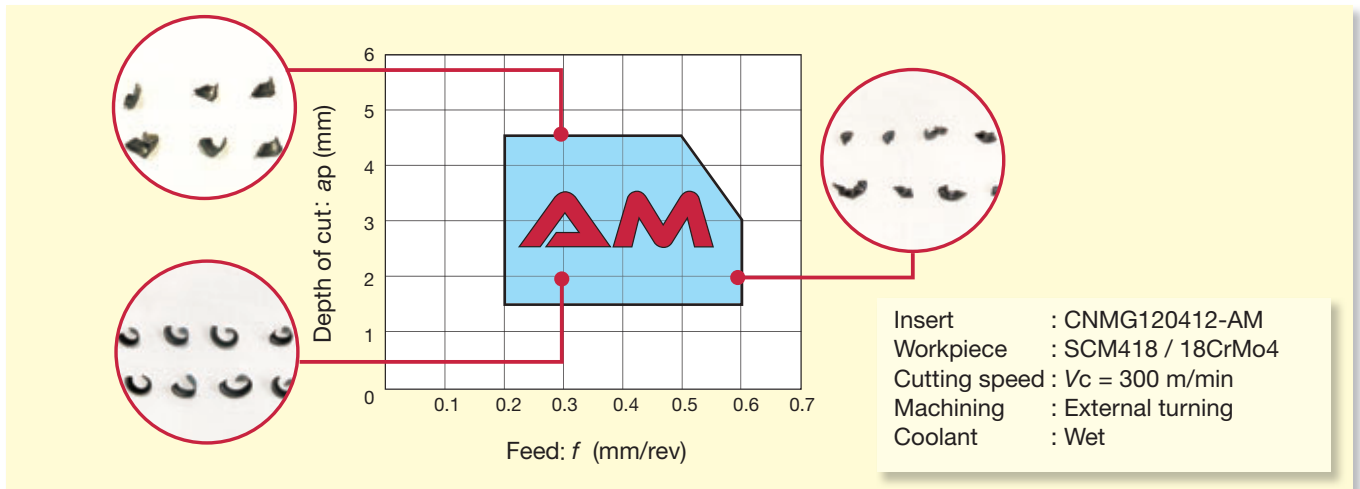 6
5
4
3
2
1
0
Depth of cut: ap (mm)
AM
0.1 0.2 0.3 0.4 0.5 0.6 0.7
Feed: f (mm/rev)
Insert : CNMG120412-AM
Workpiece : SCM418 / 18CrMo4
Cutting speed : Vc = 300 m/min
Machining : External turning
Coolant : Wet